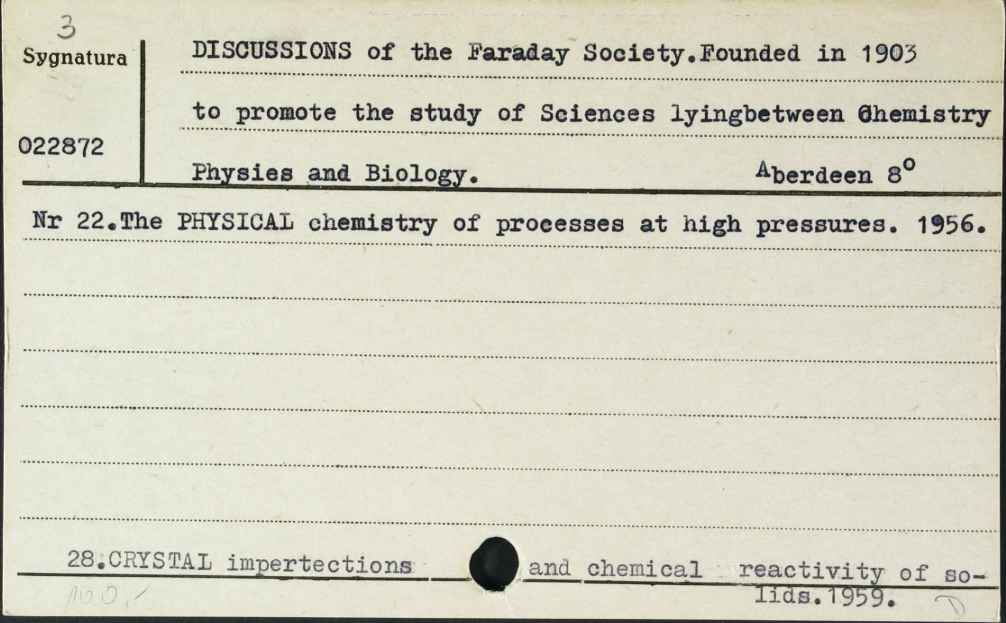 3
Sygnatura
DISCUSSIONS of the Faraday Society.Founded in 1903
to promote the study of Sciences lyingbetween Chemistry
022872
Physies and Biology. Aberdeen 8º
Nr 22.The PHYSICAL chemistry of processes at high pressures. 1956.
28.CRYSTAL impertections and chemical reactivity of so-
lids.1959.